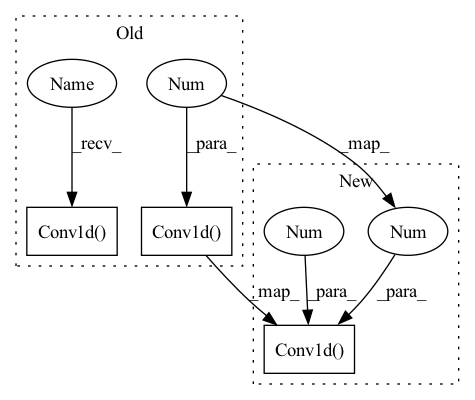 Old
Name
Num
_recv_
_para_
_map_
New
Conv1d()
Conv1d()
Num
Num
_map_
_para_
_para_
Conv1d()